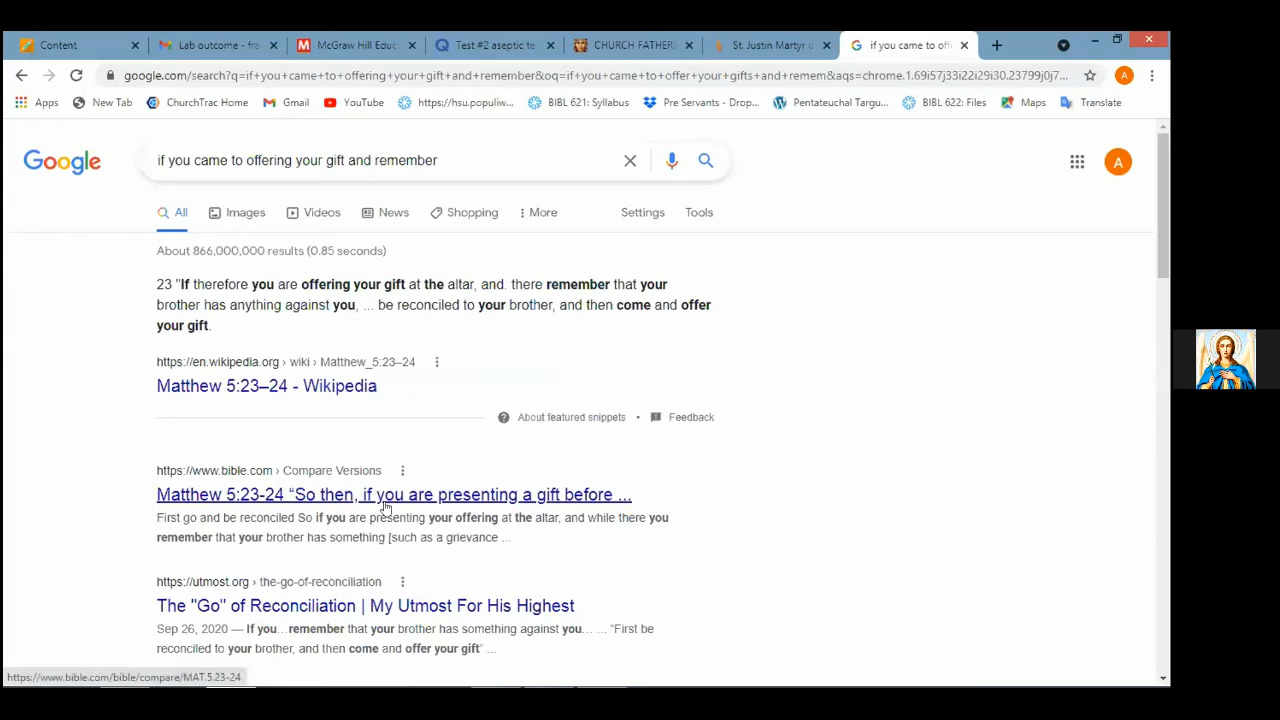 Content
Lab outcome - fra
McGraw Hill Educ
Test #2 aseptic te
CHURCH FATHER
St. Justin Martyr
if you came to off
google.com/search?q=if+you+came+to+offering+your+gift+and+remember&oq=if+you+came+to+offer+your+gifts+and+remem&aqs=chrome.1.69i57j33i22i29i30.23799j0j7...
A
Apps
New Tab
ChurchTrac Home
Gmail
YouTube
https://hsu.populiw...
BIBL 621: Syllabus
Pre Servants - Drop...
Pentateuchal Targu...
BIBL 622: Files
Maps
Translate
Google
if you came to offering your gift and remember
A
All
Images
Videos
News
Shopping
More
Settings
Tools
About 866,000,000 results (0.85 seconds)
23 "If therefore you are offering your gift at the altar, and. there remember that your
brother has anything against you, ... be reconciled to your brother, and then come and offer
your gift.
https://en.wikipedia.org › wiki › Matthew_5:23–24
Matthew 5:23–24 - Wikipedia
About featured snippets • Feedback
https://www.bible.com › Compare Versions
Matthew 5:23-24 “So then, if you are presenting a gift before ...
First go and be reconciled So if you are presenting your offering at the altar, and while there you
remember that your brother has something [such as a grievance ...
https://utmost.org › the-go-of-reconciliation
The "Go" of Reconciliation | My Utmost For His Highest
Sep 26, 2020 — If you...remember that your brother has something against you... ... “First be
reconciled to your brother, and then come and offer your gift” ...
https://www.bible.com/bible/compare/MAT.5.23-24